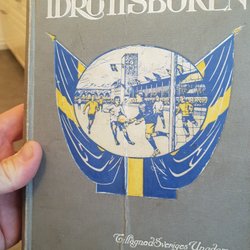 IDROTTSBOKEN
Tillägnad Sveriges Ungdom